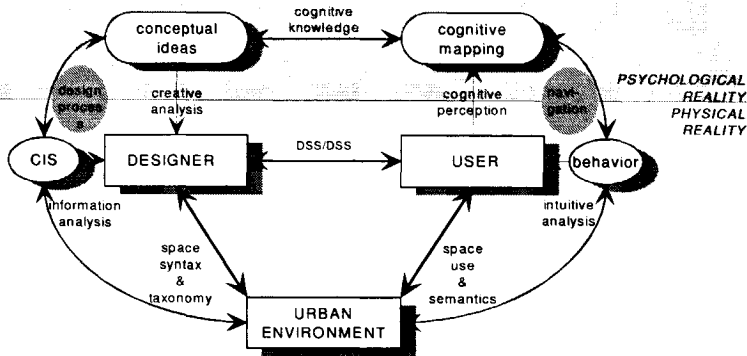 conceptual
ideas
cognitive
knowledge
cognitive
mapping
design
proces
s
creative
analysis
cognitive
perception
navi-
gation
PSYCHOLOGICAL
REALITY
PHYSICAL
REALITY
CIS
DESIGNER
DSS/DSS
USER
behavior
information
analysis
intuitive
analysis
space
syntax
&
taxonomy
space
use
&
semantics
URBAN
ENVIRONMENT